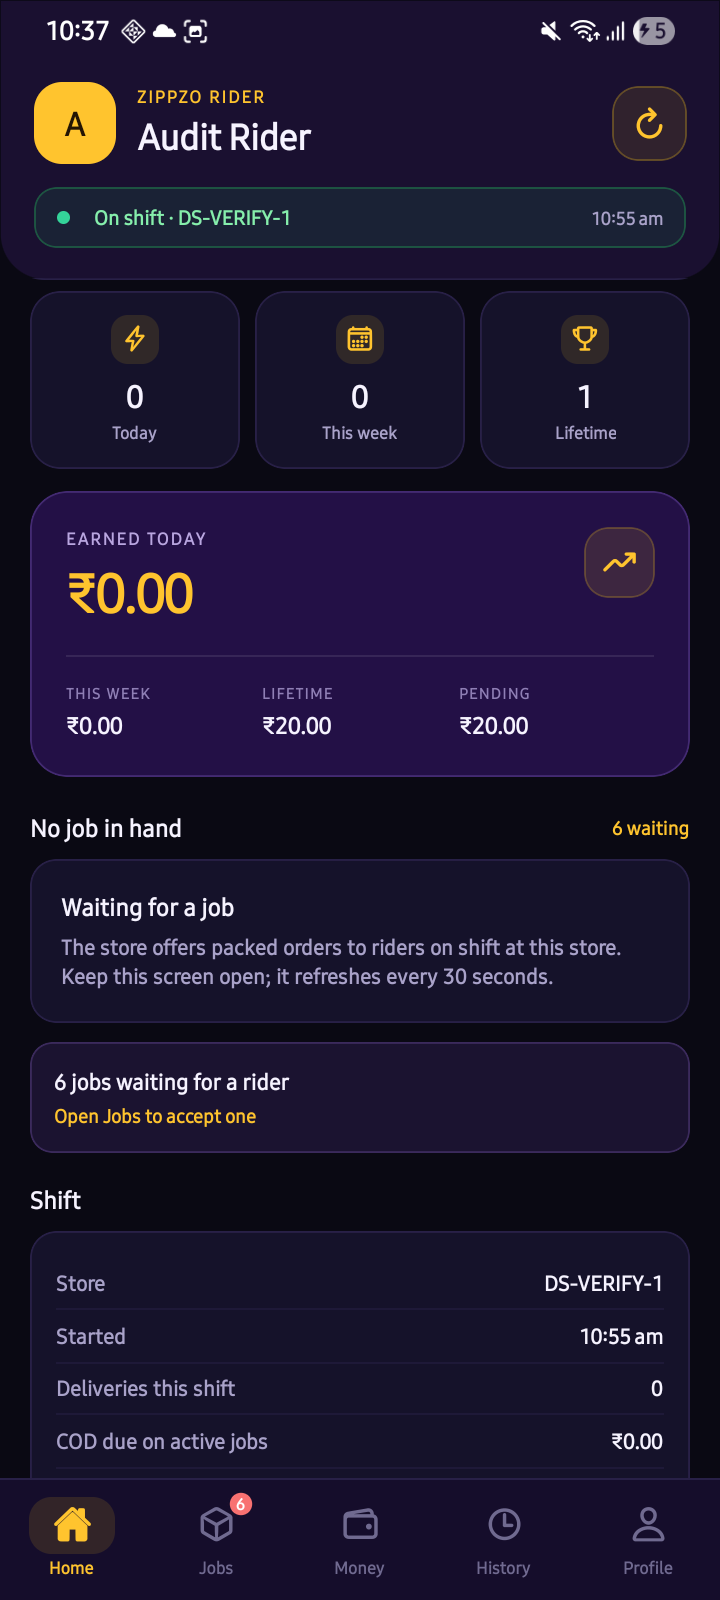 10:37
5
A
ZIPPZO RIDER
Audit Rider
On shift · DS-VERIFY-1
10:55 am
0
Today
0
This week
1
Lifetime
EARNED TODAY
₹0.00
THIS WEEK
₹0.00
LIFETIME
₹20.00
PENDING
₹20.00
No job in hand
6 waiting
Waiting for a job
The store offers packed orders to riders on shift at this store.
Keep this screen open; it refreshes every 30 seconds.
6 jobs waiting for a rider
Open Jobs to accept one
Shift
Store
DS-VERIFY-1
Started
10:55 am
Deliveries this shift
0
COD due on active jobs
₹0.00
Home
6
Jobs
Money
History
Profile